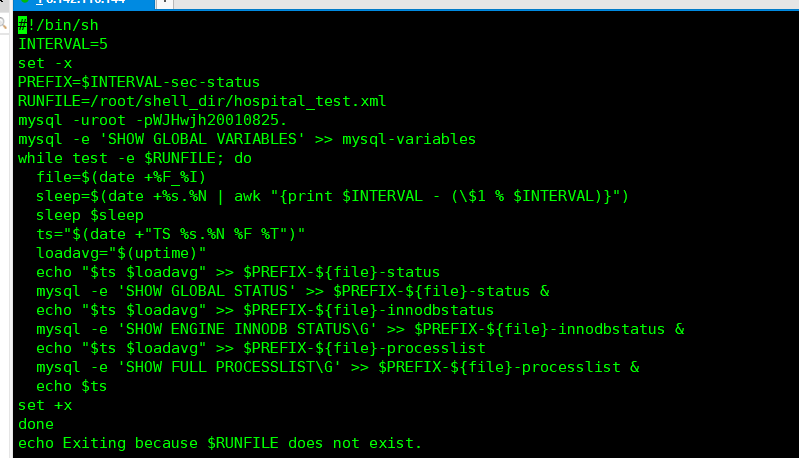 #!/bin/sh
INTERVAL=5
set -x
PREFIX=$INTERVAL-sec-status
RUNFILE=/root/shell_dir/hospital_test.xml
mysql -uroot -pWJHwjh20010825.
mysql -e 'SHOW GLOBAL VARIABLES' >> mysql-variables
while test -e $RUNFILE; do
  file=$(date +%F_%I)
  sleep=$(date +%s.%N | awk "{print $INTERVAL - (\$1 % $INTERVAL)}")
  sleep $sleep
  ts="$(date +"TS %s.%N %F %T")"
  loadavg="$(uptime)"
  echo "$ts $loadavg" >> $PREFIX-${file}-status
  mysql -e 'SHOW GLOBAL STATUS' >> $PREFIX-${file}-status &
  echo "$ts $loadavg" >> $PREFIX-${file}-innodbstatus
  mysql -e 'SHOW ENGINE INNODB STATUS\G' >> $PREFIX-${file}-innodbstatus &
  echo "$ts $loadavg" >> $PREFIX-${file}-processlist
  mysql -e 'SHOW FULL PROCESSLIST\G' >> $PREFIX-${file}-processlist &
  echo $ts
set +x
done
echo Exiting because $RUNFILE does not exist.